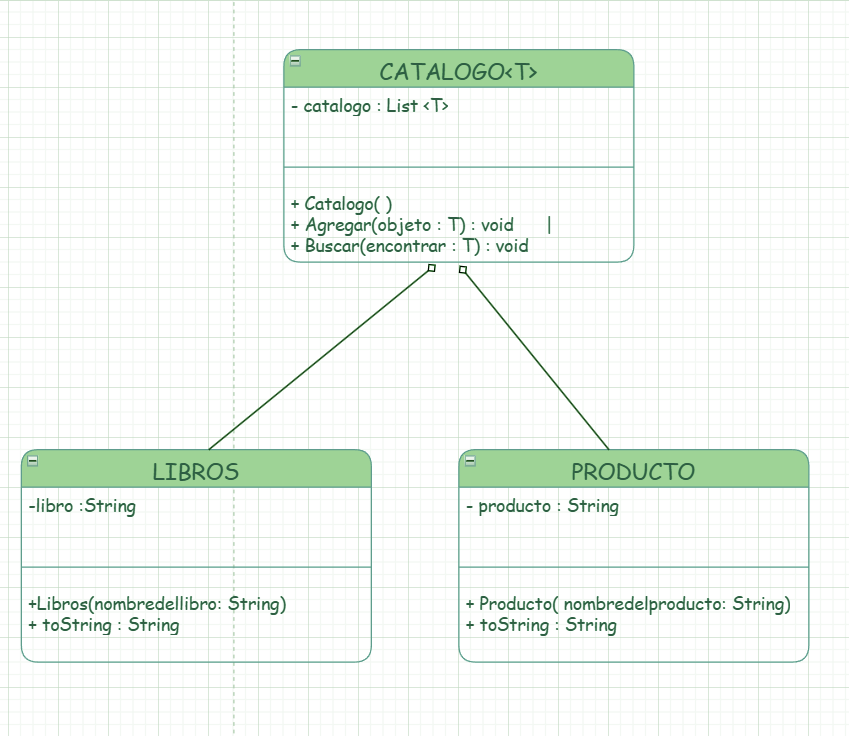 CATALOGO<T>
- catalogo : List <T>
+ Catalogo( )
+ Agregar(objeto : T) : void |
+ Buscar(encontrar : T) : void
LIBROS
-libro :String
+Libros(nombredellibro: String)
+ toString : String
PRODUCTO
- producto : String
+ Producto( nombredelproducto: String)
+ toString : String